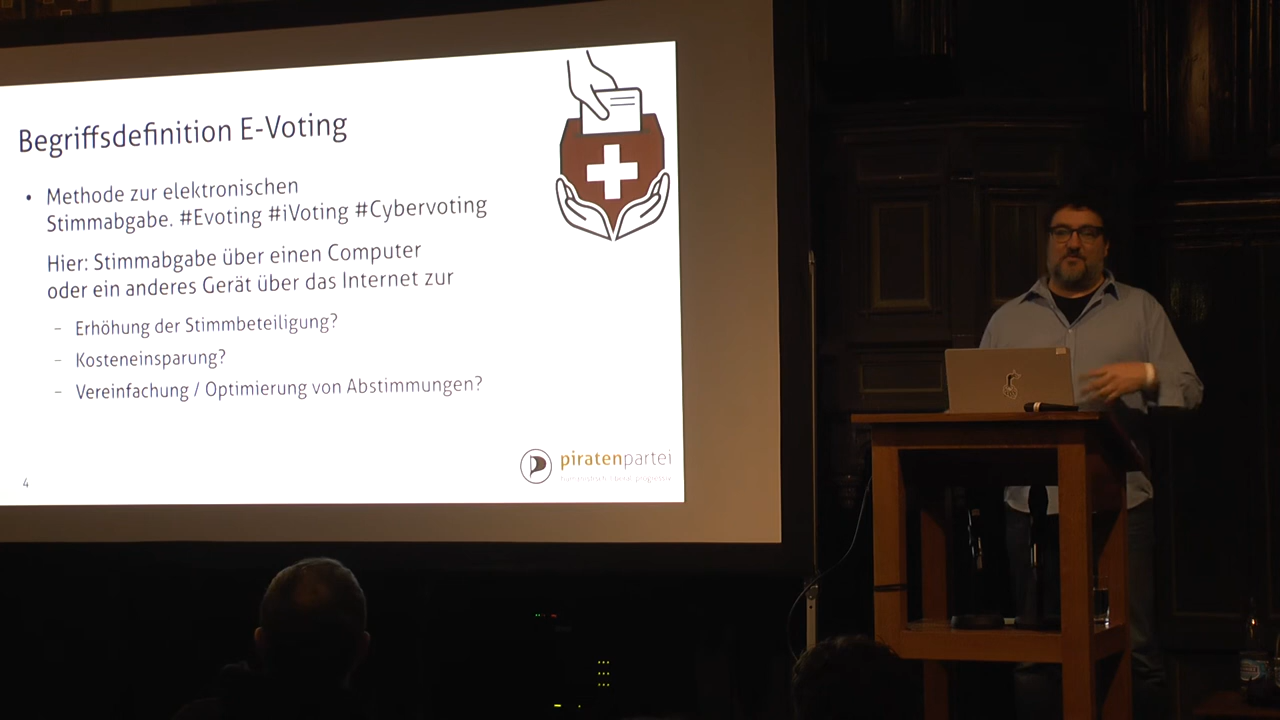 Begriffsdefinition E-Voting
• Methode zur elektronischen
Stimmabgabe. #Evoting #iVoting #Cybervoting
Hier: Stimmabgabe über einen Computer
oder ein anderes Gerät über das Internet zur
– Erhöhung der Stimmbeteiligung?
– Kosteneinsparung?
– Vereinfachung / Optimierung von Abstimmungen?
4
piratenpartei